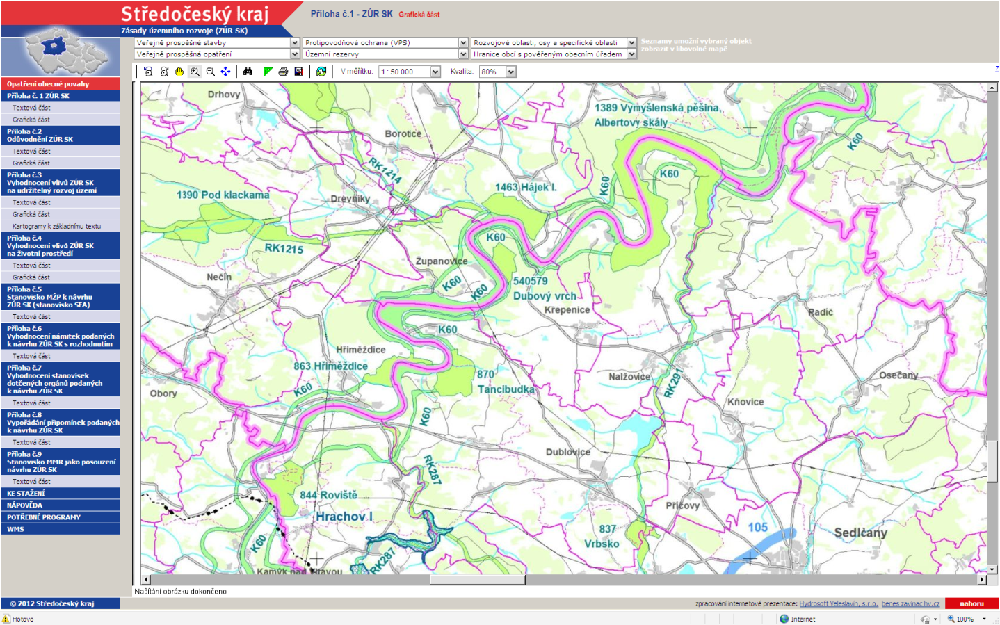 Středočeský kraj
Příloha č.1 - ZÚR SK Grafická část
Zásady územního rozvoje (ZÚR SK)
Veřejně prospěšné stavby
Protipovodňová ochrana (VPS)
Rozvojové oblasti, osy a specifické oblasti
Seznamy umožní vybraný objekt
zobrazit v libovolné mapě
Veřejně prospěšná opatření
Územní rezervy
Hranice obcí s pověřeným obecním úřadem
V měřítku: 1 : 50 000
Kvalita: 80%
Z
Opatření obecné povahy
Příloha č. 1 ZÚR SK
Textová část
Grafická část
Příloha č.2
Odůvodnění ZÚR SK
Textová část
Grafická část
Příloha č.3
Vyhodnocení vlivů ZÚR SK
na udržitelný rozvoj území
Textová část
Grafická část
Kartogramy k základnímu textu
Příloha č.4
Vyhodnocení vlivů ZÚR SK
na životní prostředí
Textová část
Grafická část
Příloha č.5
Stanovisko MŽP k návrhu
ZÚR SK (stanovisko SEA)
Textová část
Příloha č.6
Vyhodnocení námitek podaných
k návrhu ZÚR SK s rozhodnutím
Textová část
Příloha č.7
Vyhodnocení stanovisek
dotčených orgánů podaných
k návrhu ZÚR SK
Textová část
Příloha č.8
Vypořádání připomínek podaných
k návrhu ZÚR SK
Textová část
Příloha č.9
Stanovisko MMR jako posouzení
návrhu ZÚR SK
Textová část
KE STAŽENÍ
NÁPOVĚDA
POTŘEBNÉ PROGRAMY
WMS
Drhovy
1389 Vymyšlenská pěšina,
Albertovy skály
Borotice
K60
RK1214
K60
1463 Hájek I.
K60
1390 Pod klackama
Drevníky
K60
RK1215
Županovice
Nečín
K60
K60
540579
Dubový vrch
Křepenice
Radič
K60
Hříměždice
863 Hříměždice
870
Tancibudka
Nalžovice
RK291
Osečany
K60
Obory
Kňovice
K60
Dublovice
RK287
844 Roviště
Hrachov I
Příčovy
837
Vrbsko
105
Sedlčany
K60
RK287
Kamýk nad Vltavou
Načítání obrázku dokončeno
© 2012 Středočeský kraj
zpracování internetové prezentace: Hydrosoft Veleslavín, s.r.o. benes zavinac hv.cz
nahoru
Hotovo
Internet
100%